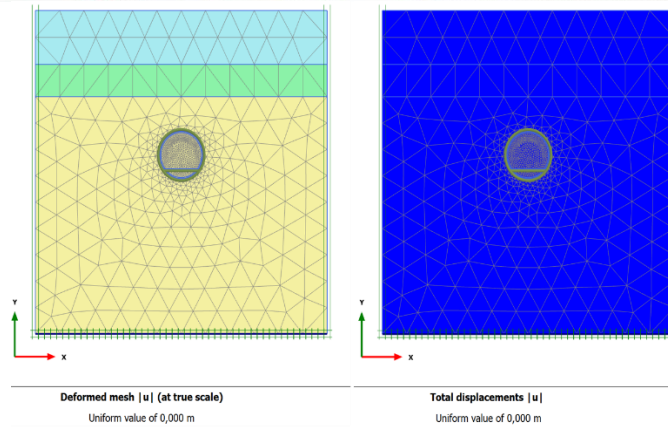 Y
X
Y
X
Deformed mesh |u| (at true scale)
Uniform value of 0,000 m
Total displacements |u|
Uniform value of 0,000 m